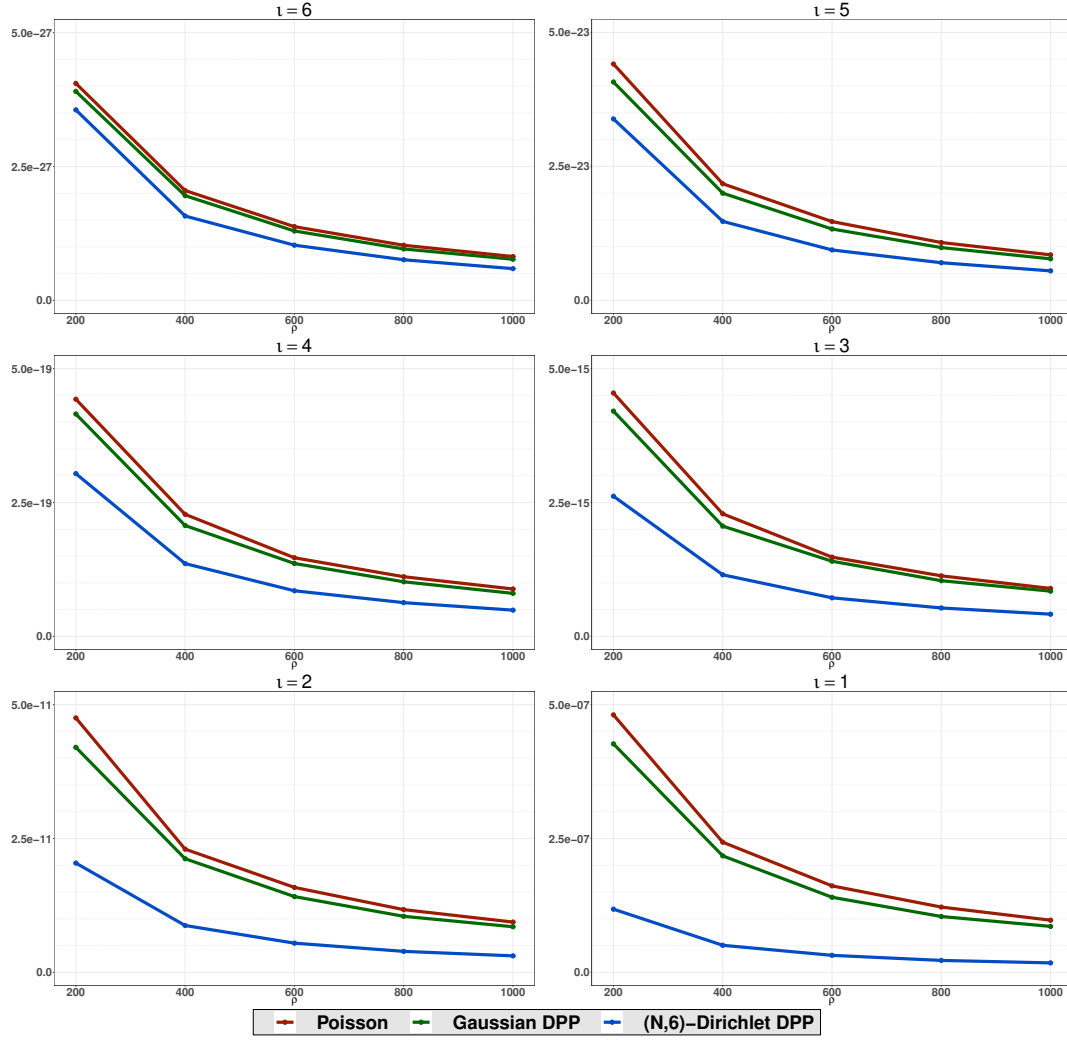 ι = 6
5.0e−27
2.5e−27
0.0
200 400 600 800 1000
ρ
ι = 5
5.0e−23
2.5e−23
0.0
200 400 600 800 1000
ρ
ι = 4
5.0e−19
2.5e−19
0.0
200 400 600 800 1000
ρ
ι = 3
5.0e−15
2.5e−15
0.0
200 400 600 800 1000
ρ
ι = 2
5.0e−11
2.5e−11
0.0
200 400 600 800 1000
ρ
ι = 1
5.0e−07
2.5e−07
0.0
200 400 600 800 1000
ρ
Poisson Gaussian DPP (N,6)−Dirichlet DPP